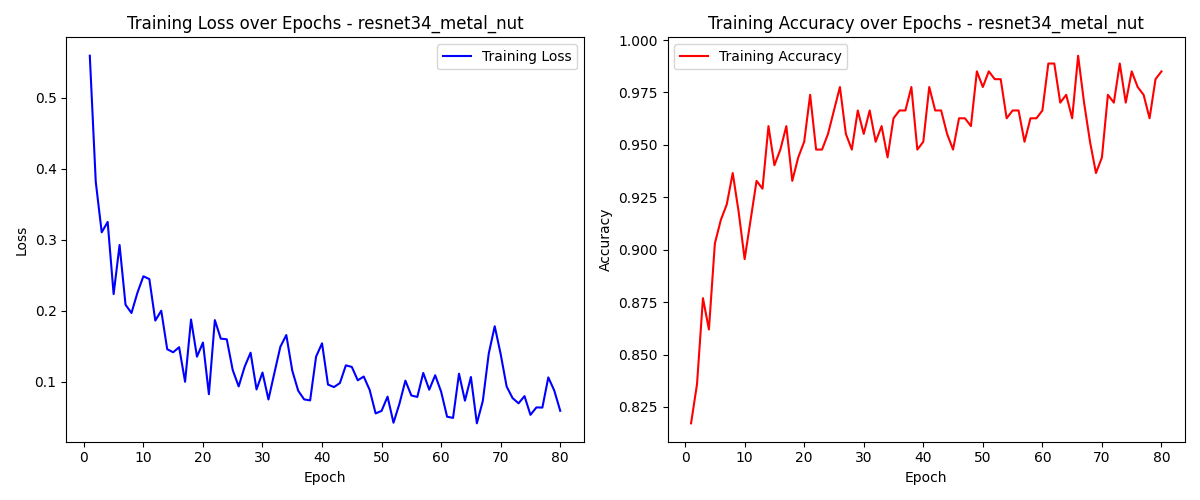 Training Loss over Epochs - resnet34_metal_nut
Training Loss
0.5
0.4
0.3
0.2
0.1
Loss
0 10 20 30 40 50 60 70 80
Epoch
Training Accuracy over Epochs - resnet34_metal_nut
Training Accuracy
1.000
0.975
0.950
0.925
0.900
0.875
0.850
0.825
Accuracy
0 10 20 30 40 50 60 70 80
Epoch